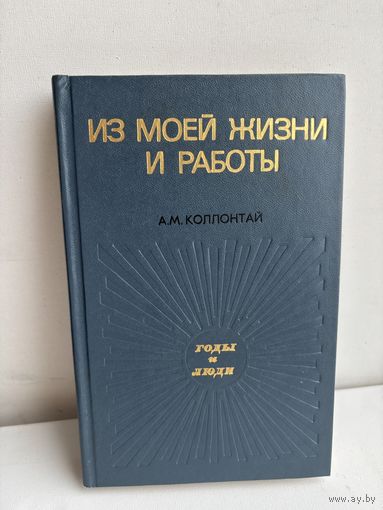 ИЗ МОЕЙ ЖИЗНИ
И РАБОТЫ
А.М. КОЛЛОНТАЙ
ГОДЫ
и
ЛЮДИ
www.ay.by